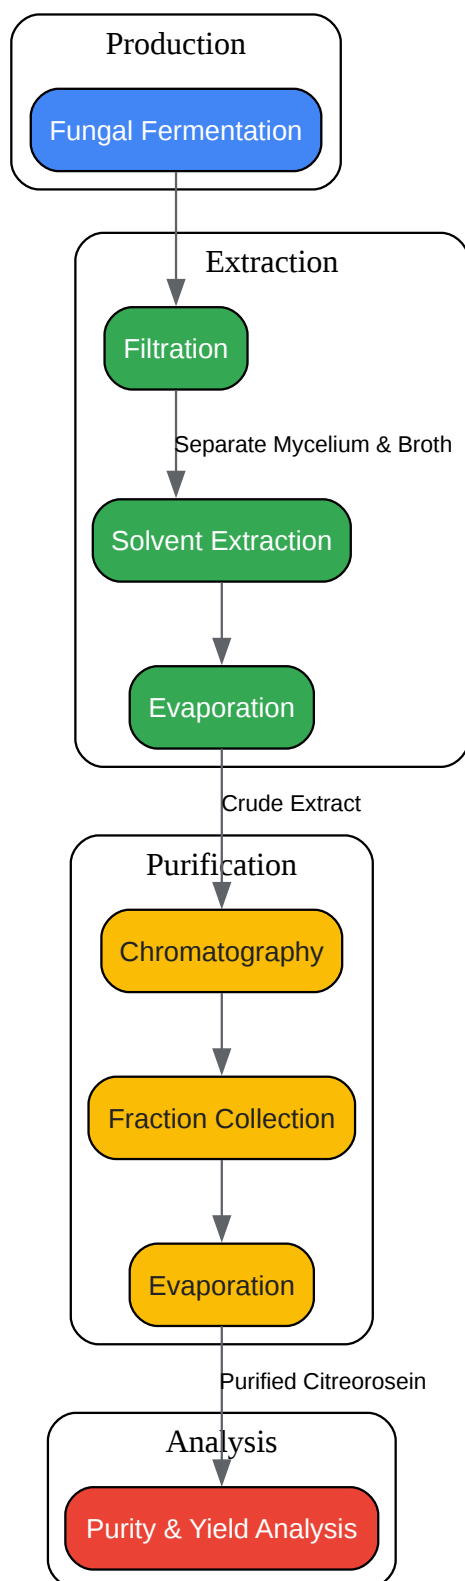 Production
Fungal Fermentation
Extraction
Filtration
Separate Mycelium & Broth
Solvent Extraction
Evaporation
Crude Extract
Purification
Chromatography
Fraction Collection
Evaporation
Purified Citreorosein
Analysis
Purity & Yield Analysis